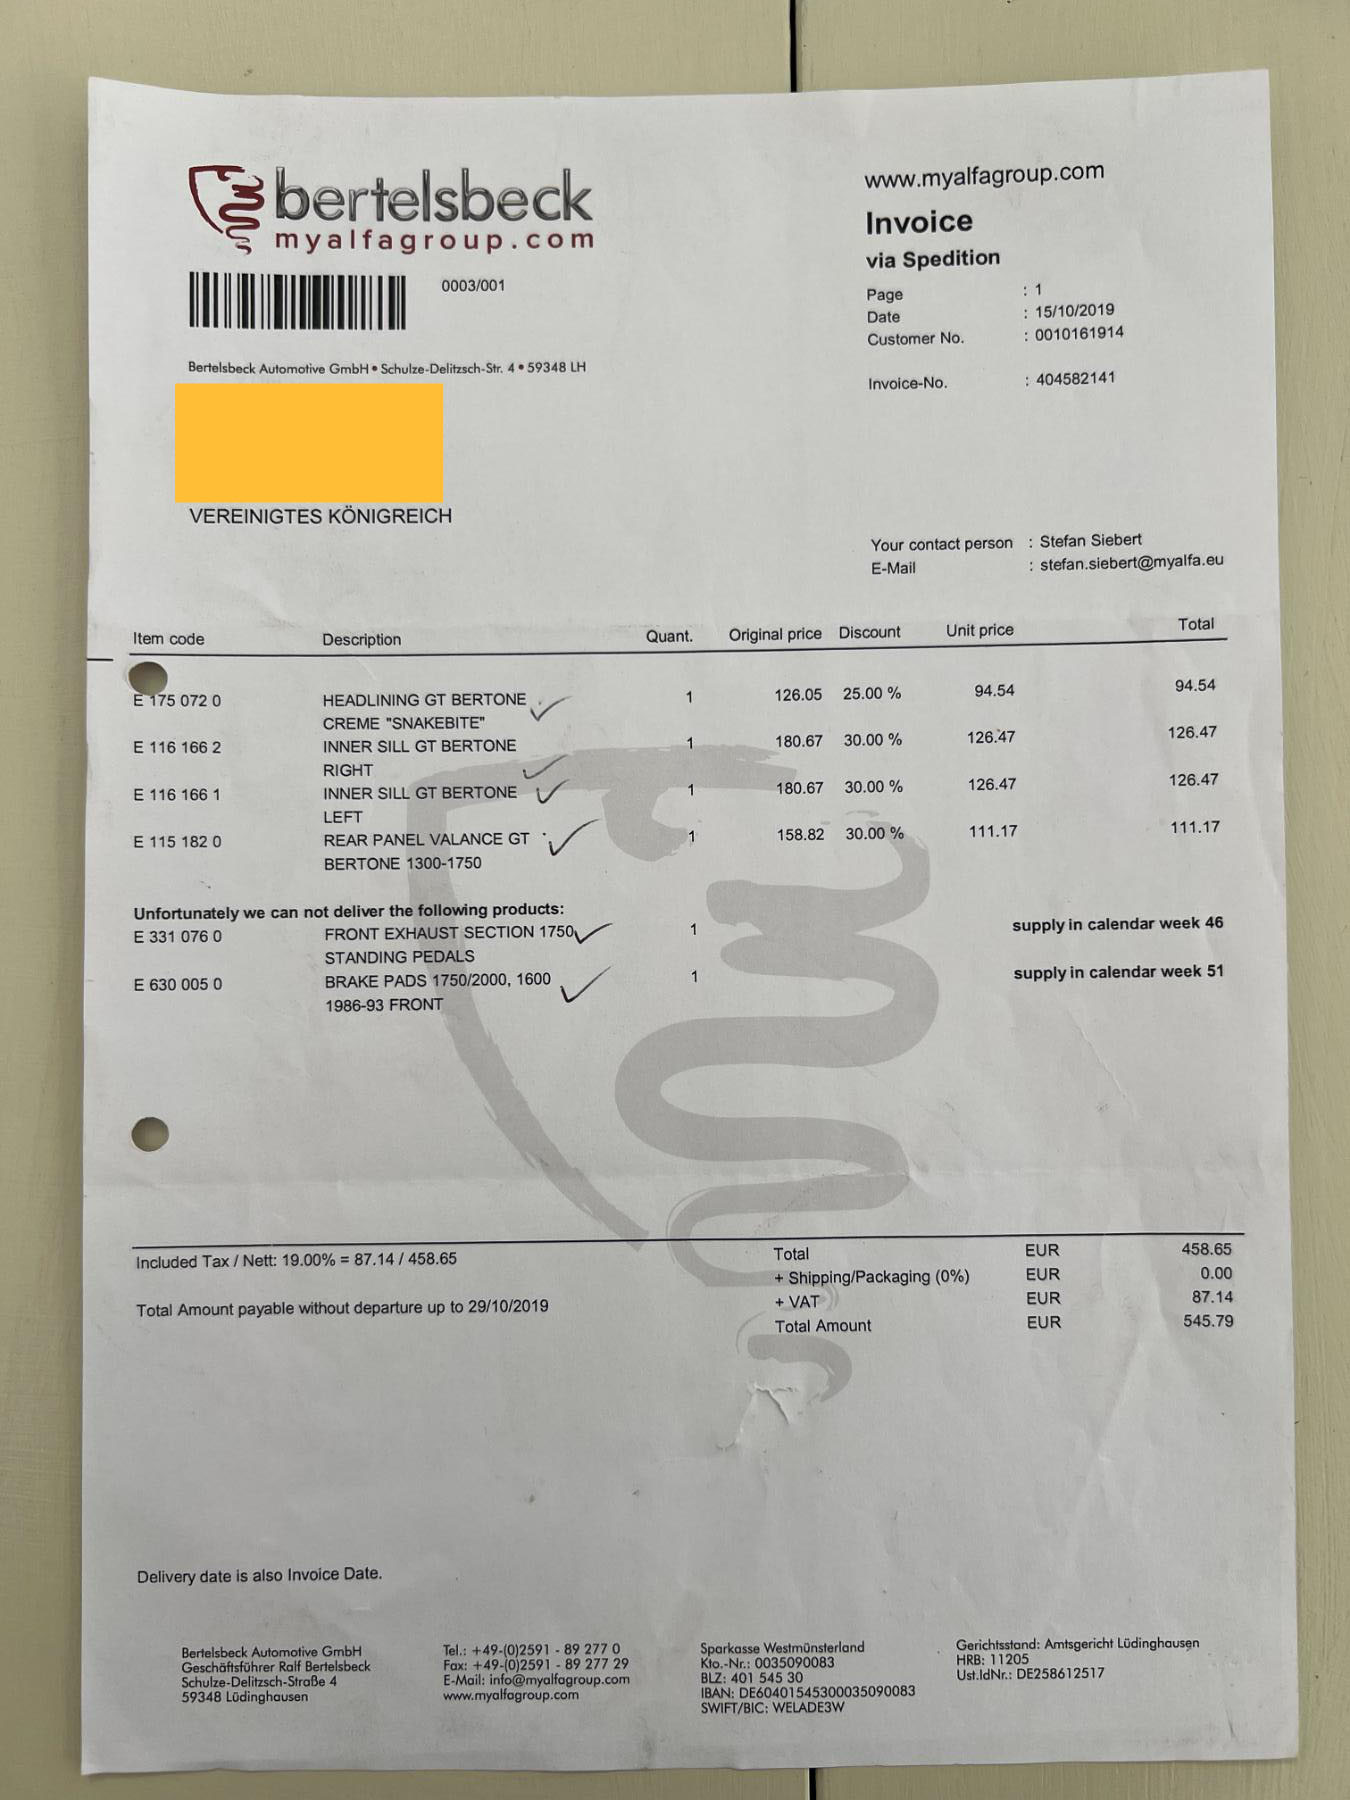 bertelsbeck
myalfagroup.com
0003/001
www.myalfagroup.com
Invoice
via Spedition
Page : 1
Date : 15/10/2019
Customer No. : 0010161914
Invoice-No. : 404582141
Bertelsbeck Automotive GmbH • Schulze-Delitzsch-Str. 4 • 59348 LH
VEREINIGTES KÖNIGREICH
Your contact person : Stefan Siebert
E-Mail : stefan.siebert@myalfa.eu
Item code Description Quant. Original price Discount Unit price Total
E 175 072 0 HEADLINING GT BERTONE 1 126.05 25.00 % 94.54 94.54
CREME "SNAKEBITE"
E 116 166 2 INNER SILL GT BERTONE 1 180.67 30.00 % 126.47 126.47
RIGHT
E 116 166 1 INNER SILL GT BERTONE 1 180.67 30.00 % 126.47 126.47
LEFT
E 115 182 0 REAR PANEL VALANCE GT 1 158.82 30.00 % 111.17 111.17
BERTONE 1300-1750
Unfortunately we can not deliver the following products:
E 331 076 0 FRONT EXHAUST SECTION 1750 1 supply in calendar week 46
STANDING PEDALS
E 630 005 0 BRAKE PADS 1750/2000, 1600 1 supply in calendar week 51
1986-93 FRONT
Included Tax / Nett: 19.00% = 87.14 / 458.65
Total Amount payable without departure up to 29/10/2019
Total EUR 458.65
+ Shipping/Packaging (0%) EUR 0.00
+ VAT EUR 87.14
Total Amount EUR 545.79
Delivery date is also Invoice Date.
Bertelsbeck Automotive GmbH
Geschäftsführer Ralf Bertelsbeck
Schulze-Delitzsch-Straße 4
59348 Lüdinghausen
Tel.: +49-(0)2591 - 89 277 0
Fax: +49-(0)2591 - 89 277 29
E-Mail: info@myalfagroup.com
www.myalfagroup.com
Sparkasse Westmünsterland
Kto.-Nr.: 0035090083
BLZ: 401 545 30
IBAN: DE60401545300035090083
SWIFT/BIC: WELADE3W
Gerichtsstand: Amtsgericht Lüdinghausen
HRB: 11205
Ust.IdNr.: DE258612517